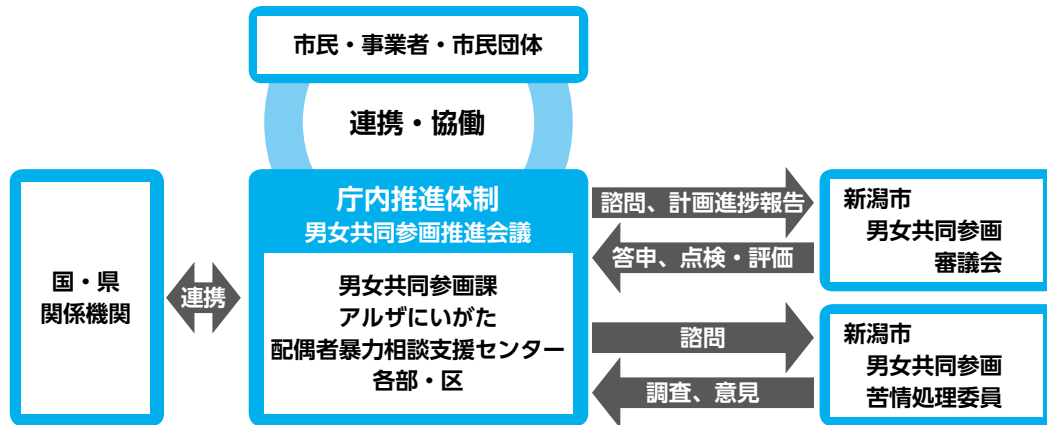 市民・事業者・市民団体
連携・協働
国・県
関係機関
連携
庁内推進体制
男女共同参画推進会議
男女共同参画課
アルザにいがた
配偶者暴力相談支援センター
各部・区
諮問、計画進捗報告
答申、点検・評価
新潟市
男女共同参画
審議会
諮問
調査、意見
新潟市
男女共同参画
苦情処理委員